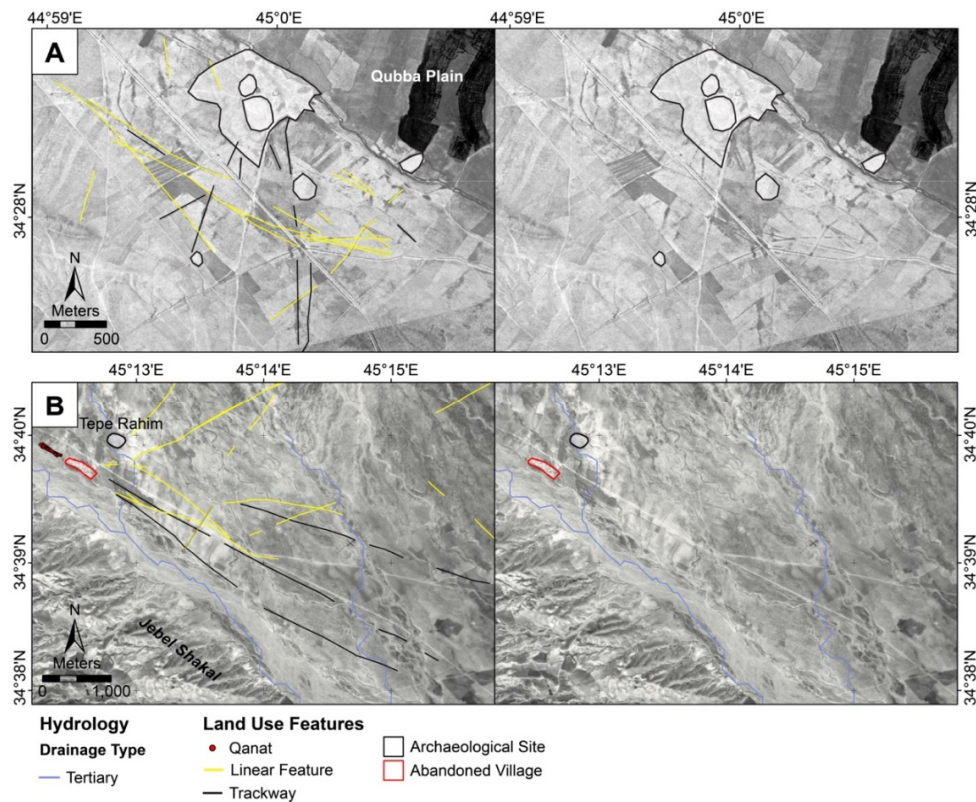 44°59'E 45°0'E 44°59'E 45°0'E
A
Qubba Plain
34°28'N
34°28'N
N
Meters
0 500
45°13'E 45°14'E 45°15'E 45°13'E 45°14'E 45°15'E
B
Tepe Rahim
34°40'N
34°40'N
34°39'N
34°39'N
N
Meters
Jebel Shakal
0 1,000
34°38'N
34°38'N
Hydrology
Drainage Type
Tertiary
Land Use Features
Qanat
Linear Feature
Trackway
Archaeological Site
Abandoned Village